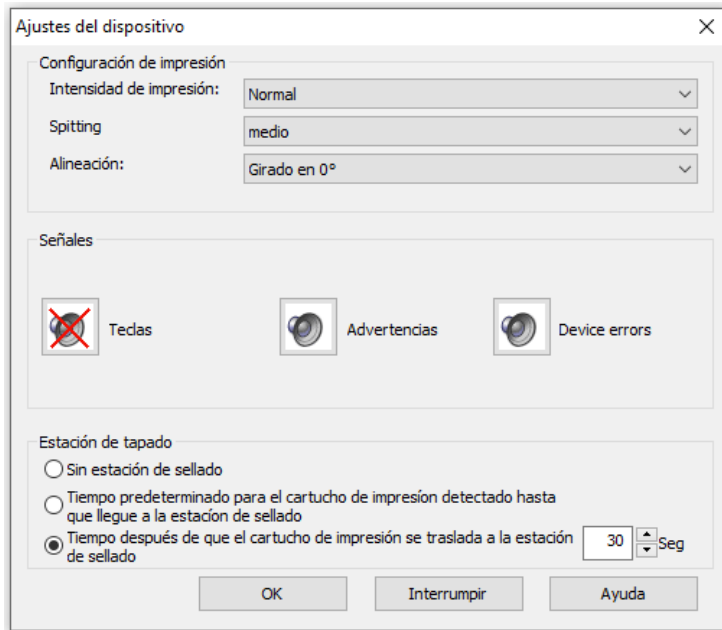 Ajustes del dispositivo
Configuración de impresión
Intensidad de impresión: Normal
Spitting medio
Alineación: Girado en 0°
Señales
Teclas Advertencias Device errors
Estación de tapado
Sin estación de sellado
Tiempo predeterminado para el cartucho de impresíon detectado hasta
que llegue a la estacíon de sellado
Tiempo después de que el cartucho de impresión se traslada a la estación
de sellado 30 Seg
OK Interrumpir Ayuda